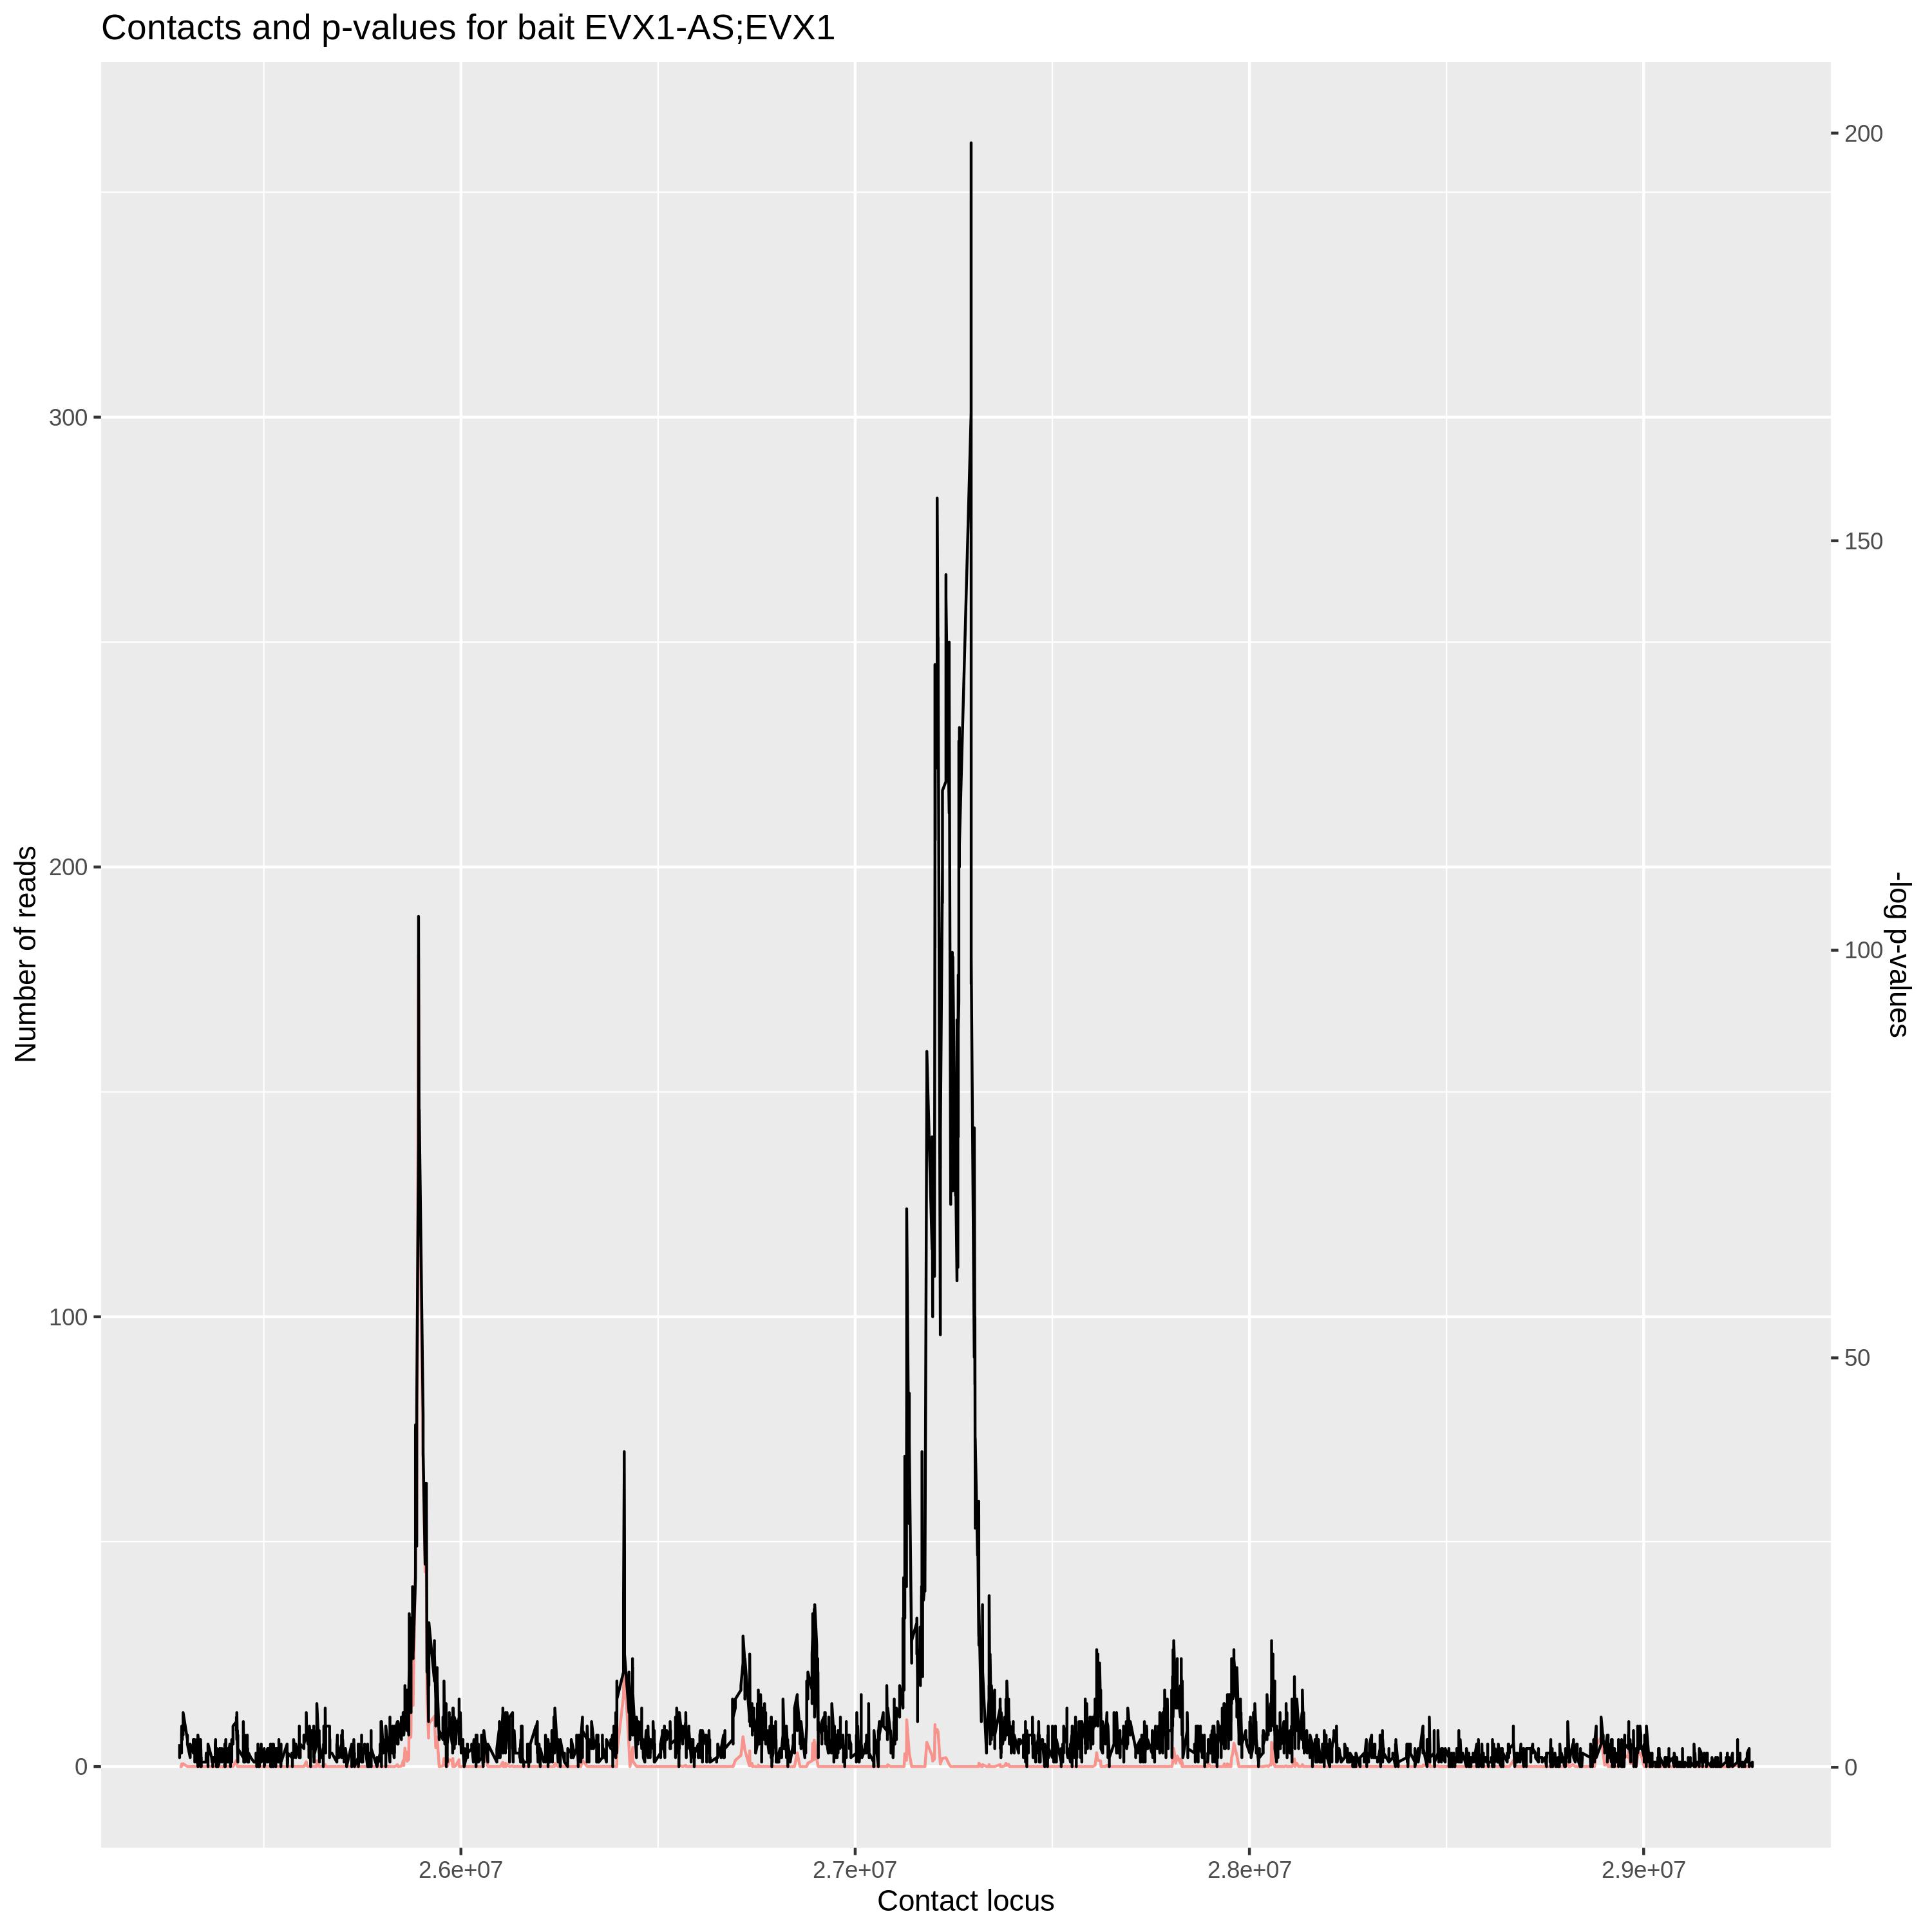 Contacts and p-values for bait EVX1-AS;EVX1
200
300
150
200
100
100
50
0
0
Number of reads
-log p-values
2.6e+07 2.7e+07 2.8e+07 2.9e+07
Contact locus